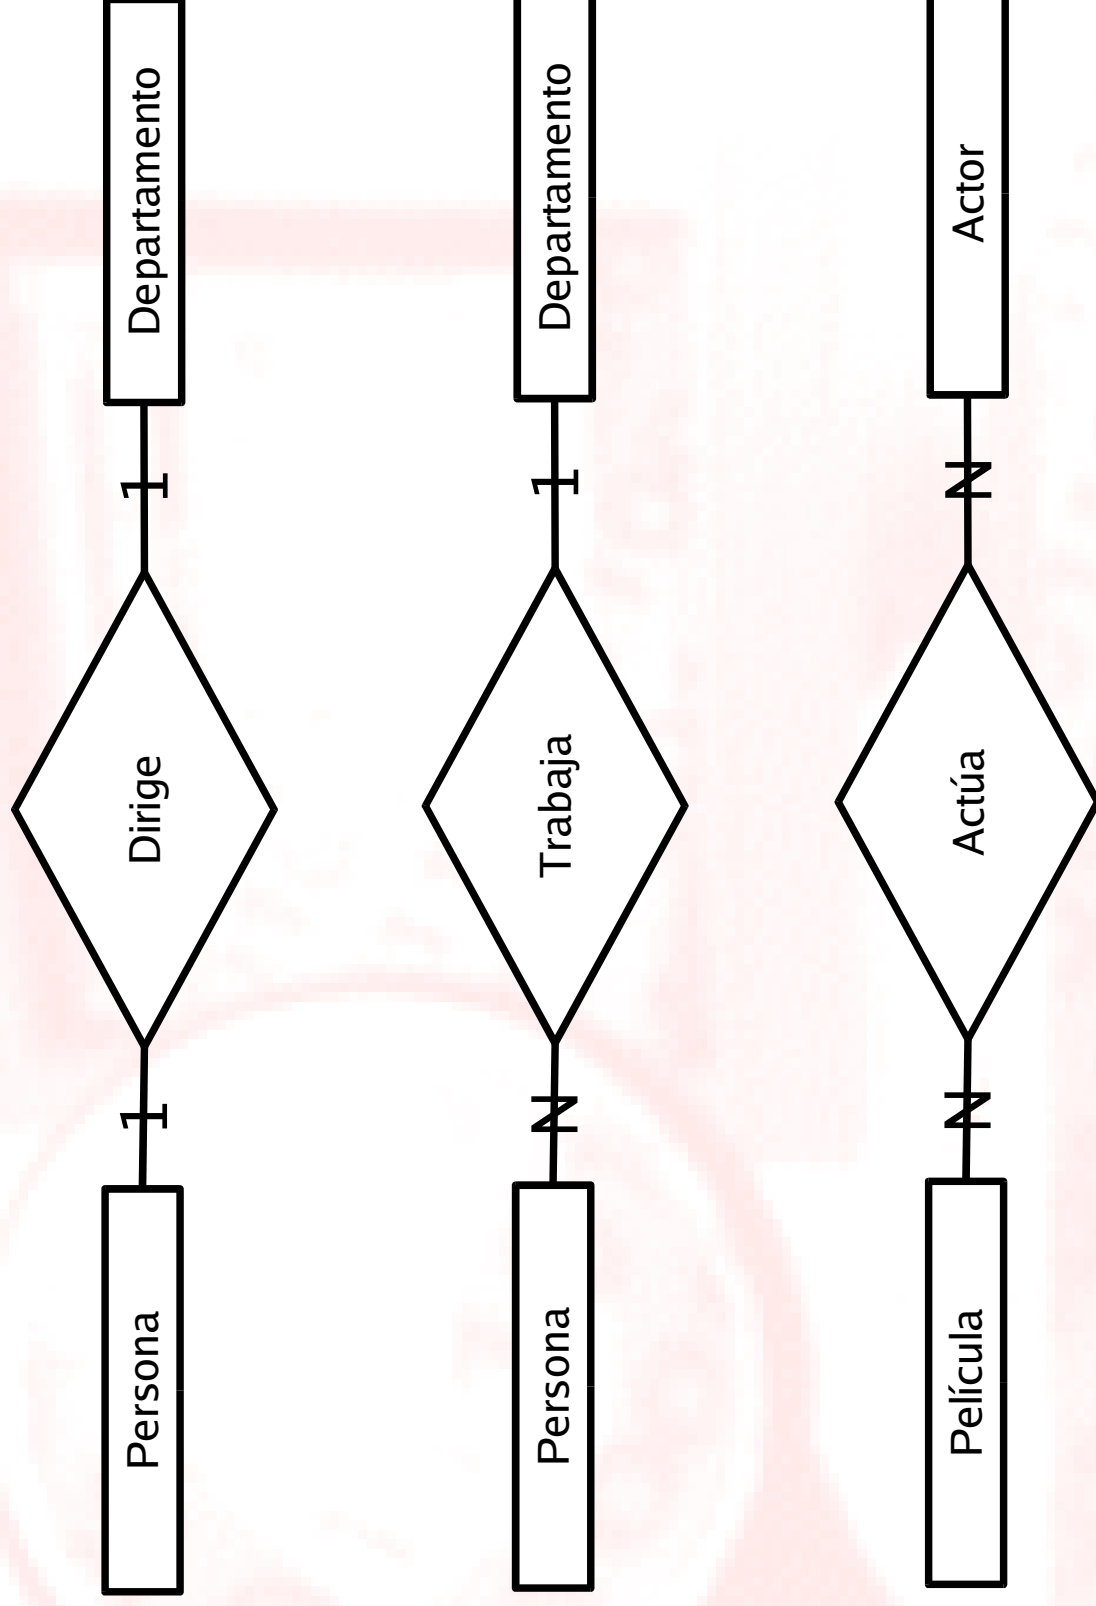 Persona 1 Dirige 1 Departamento
Persona N Trabaja 1 Departamento
Película N Actúa N Actor